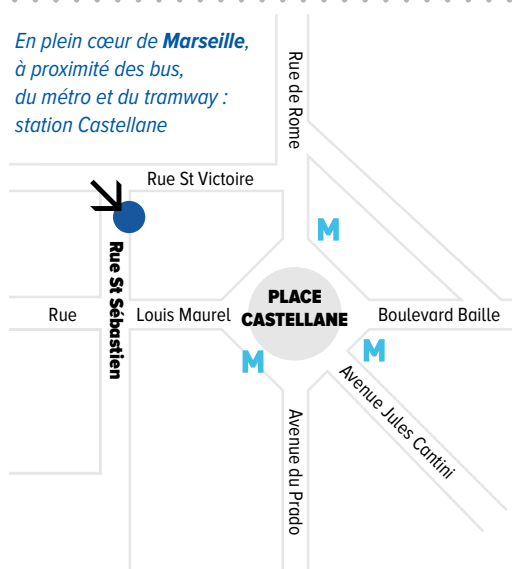 En plein cœur de Marseille,
à proximité des bus,
du métro et du tramway :
station Castellane
Rue de Rome
Rue St Victoire
M
Rue St Sébastien
Rue
Louis Maurel
PLACE
CASTELLANE
Boulevard Baille
M
M
Avenue Jules Cantini
Avenue du Prado